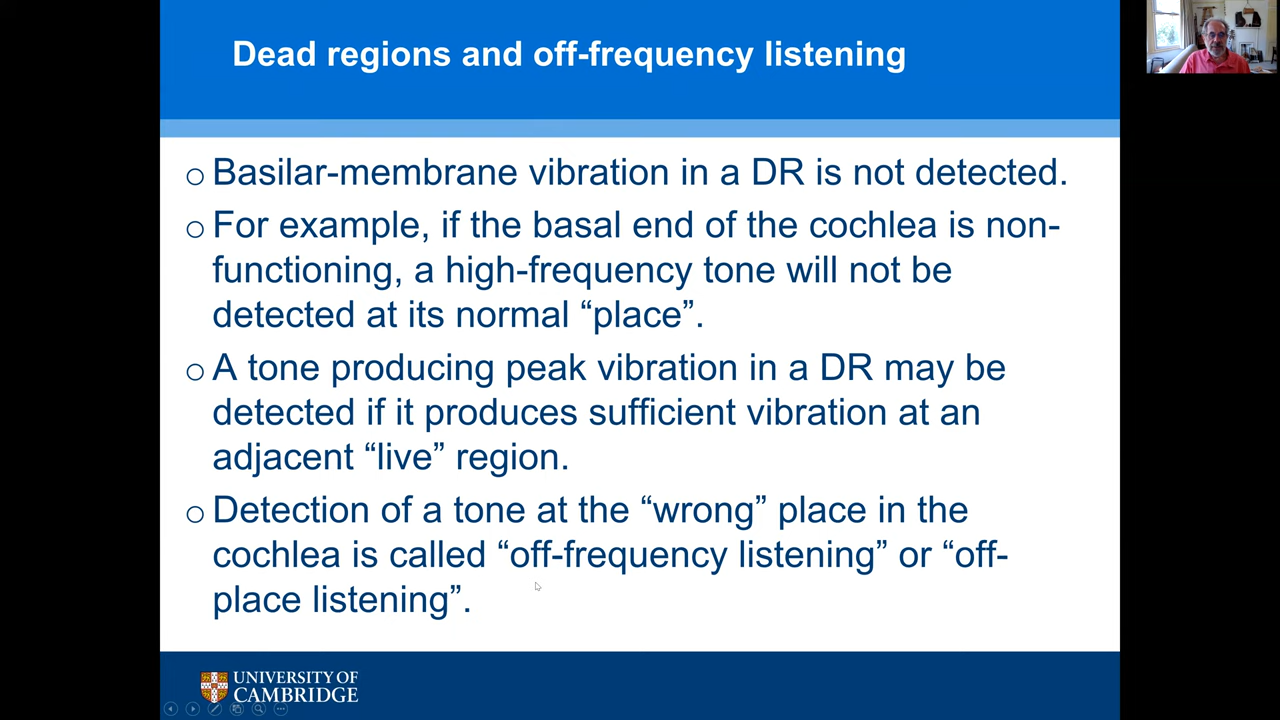 Dead regions and off-frequency listening
o Basilar-membrane vibration in a DR is not detected.
o For example, if the basal end of the cochlea is non-
functioning, a high-frequency tone will not be
detected at its normal “place”.
o A tone producing peak vibration in a DR may be
detected if it produces sufficient vibration at an
adjacent “live” region.
o Detection of a tone at the “wrong” place in the
cochlea is called “off-frequency listening” or “off-
place listening”.
UNIVERSITY OF
CAMBRIDGE